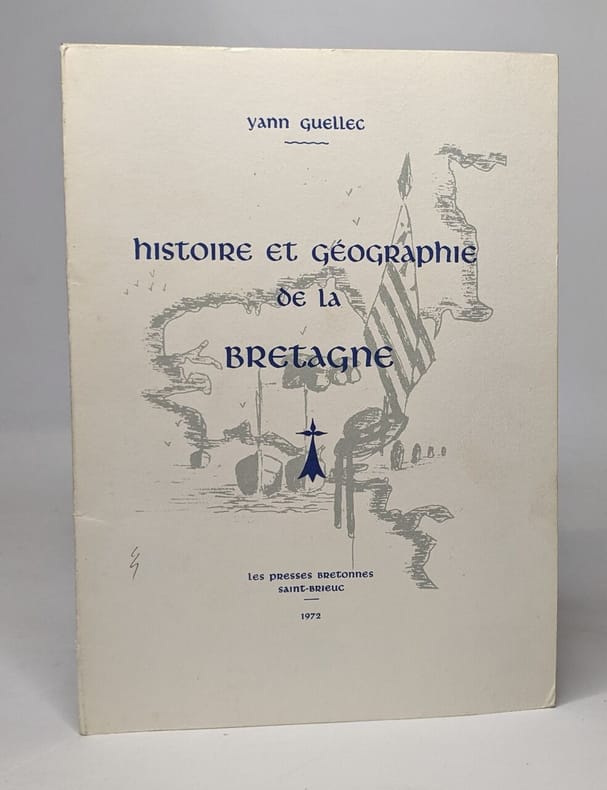 yann guellec
histoire et géographie
de la
BRETAGNE
les presses bretonnes
saint-brieuc
1972